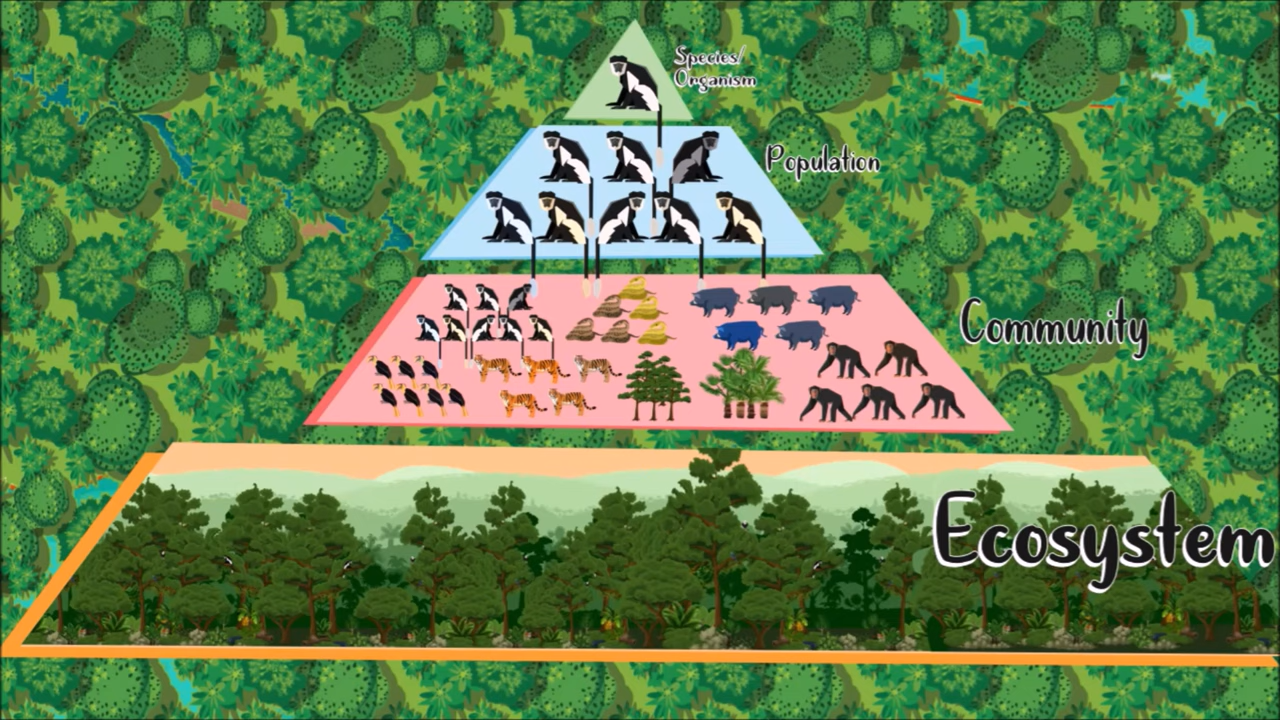 Species/
Organism
Population
Community
Ecosystem